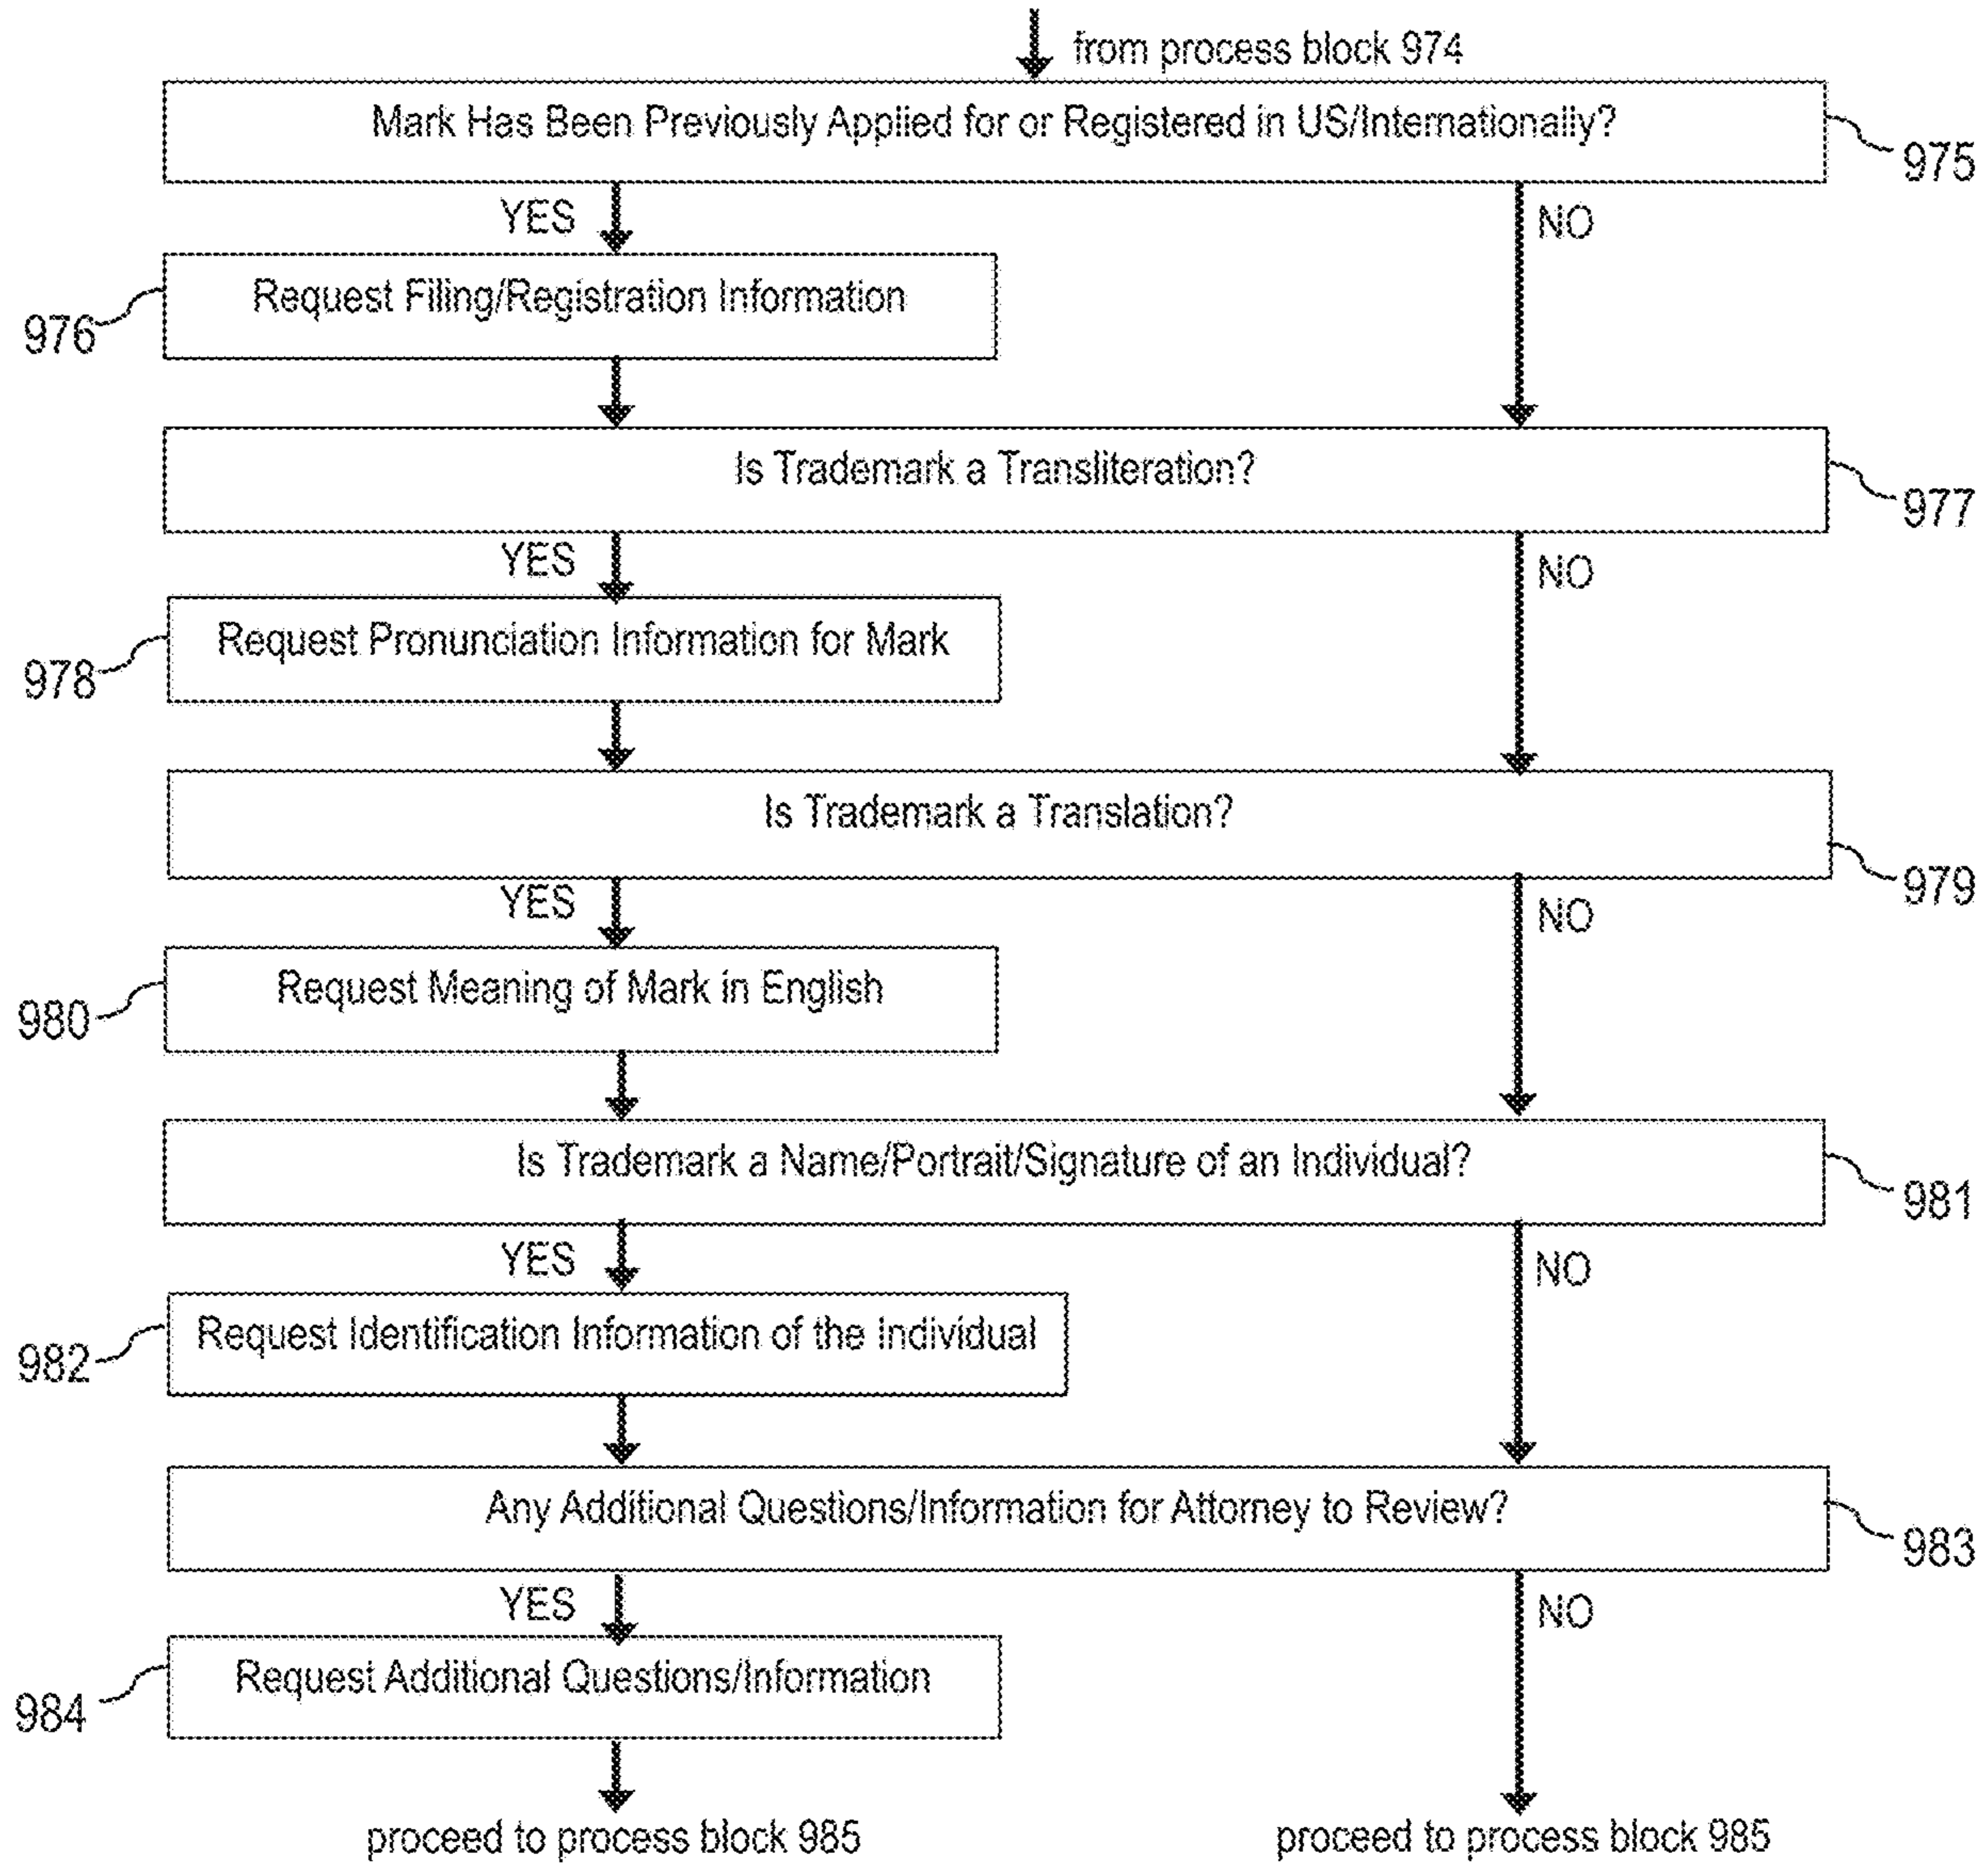 from process block 974
Mark Has Been Previously Applied for or Registered in US/Internationally?
975
YES
NO
Request Filing/Registration Information
976
Is Trademark a Transliteration?
977
YES
NO
Request Pronunciation Information for Mark
978
Is Trademark a Translation?
979
YES
NO
Request Meaning of Mark in English
980
Is Trademark a Name/Portrait/Signature of an Individual?
981
YES
NO
Request Identification Information of the Individual
982
Any Additional Questions/Information for Attorney to Review?
983
YES
NO
Request Additional Questions/Information
984
proceed to process block 985
proceed to process block 985